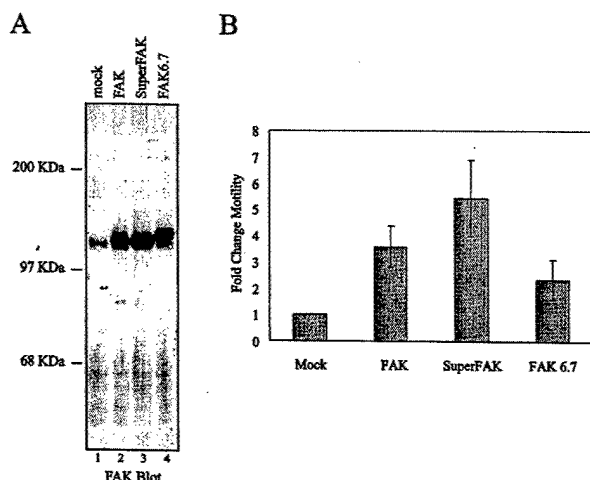 A
mock
FAK
SuperFAK
FAK6.7
200 KDa
97 KDa
68 KDa
1 2 3 4
FAK Blot
B
Fold Change Motility
8
7
6
5
4
3
2
1
0
Mock FAK SuperFAK FAK 6.7